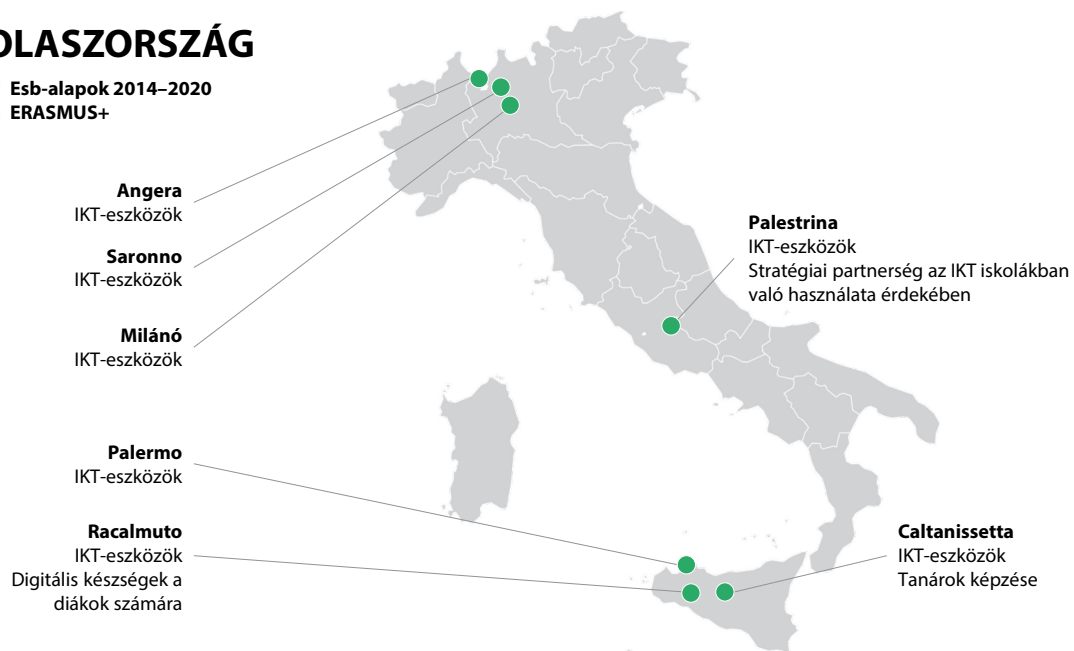 OLASZORSZÁG
Esb-alapok 2014–2020
ERASMUS+
Angera
IKT-eszközök
Saronno
IKT-eszközök
Milánó
IKT-eszközök
Palestrina
IKT-eszközök
Stratégiai partnerség az IKT iskolákban
való használata érdekében
Palermo
IKT-eszközök
Racalmuto
IKT-eszközök
Digitális készségek a
diákok számára
Caltanissetta
IKT-eszközök
Tanárok képzése